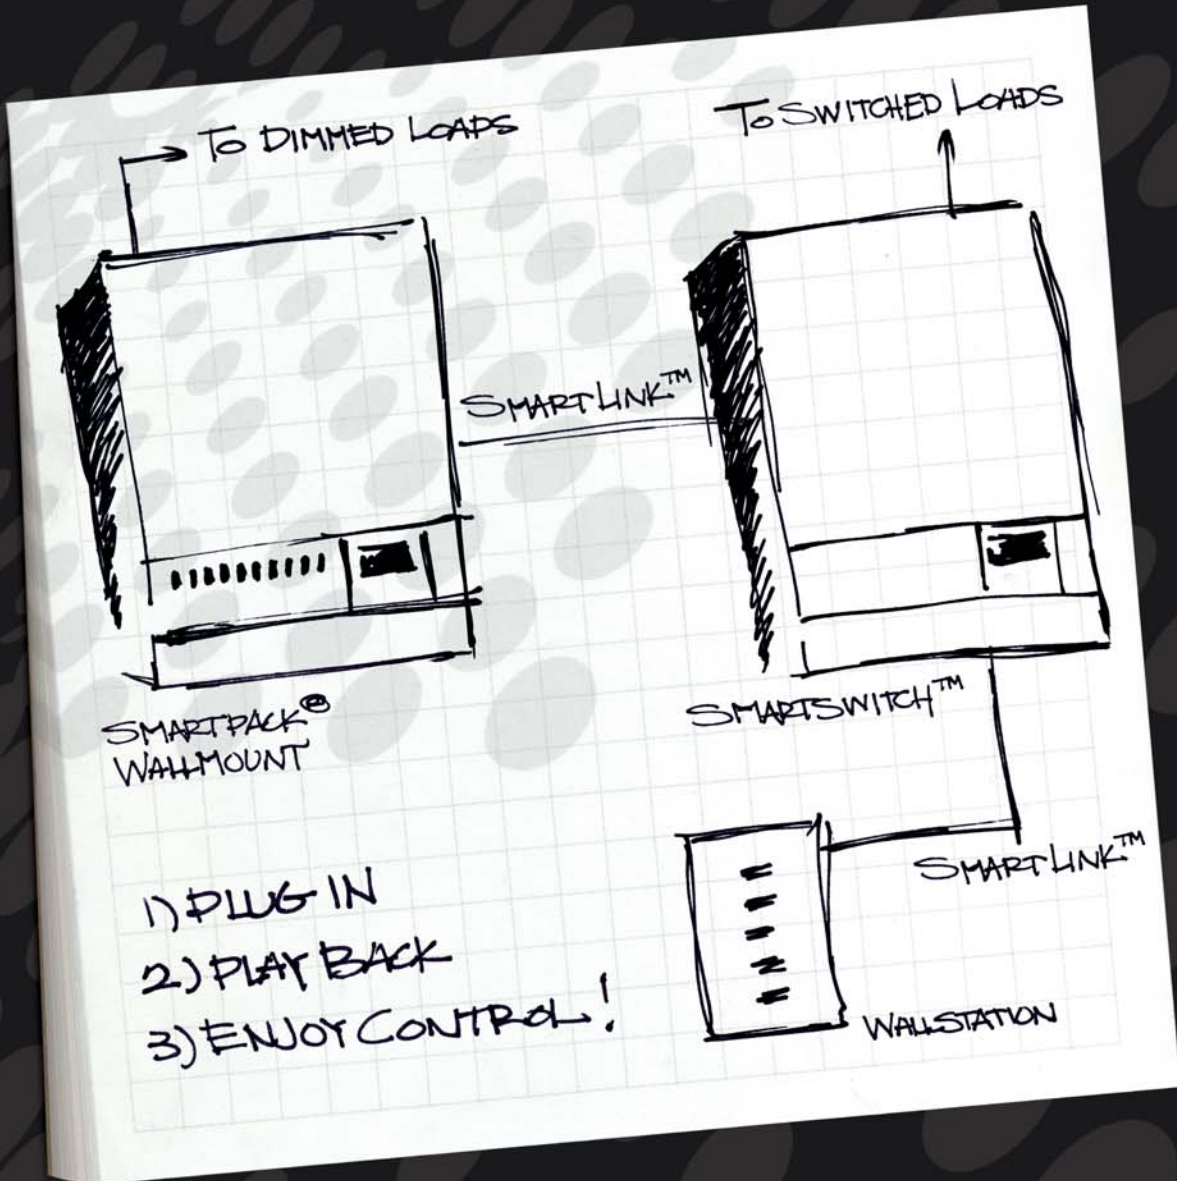 TO DIMMED LOADS
TO SWITCHED LOADS
SMARTLINK™
SMARTPACK®
WALLMOUNT
SMARTSWITCH™
SMARTLINK™
WALLSTATION
1) PLUG IN
2) PLAY BACK
3) ENJOY CONTROL!